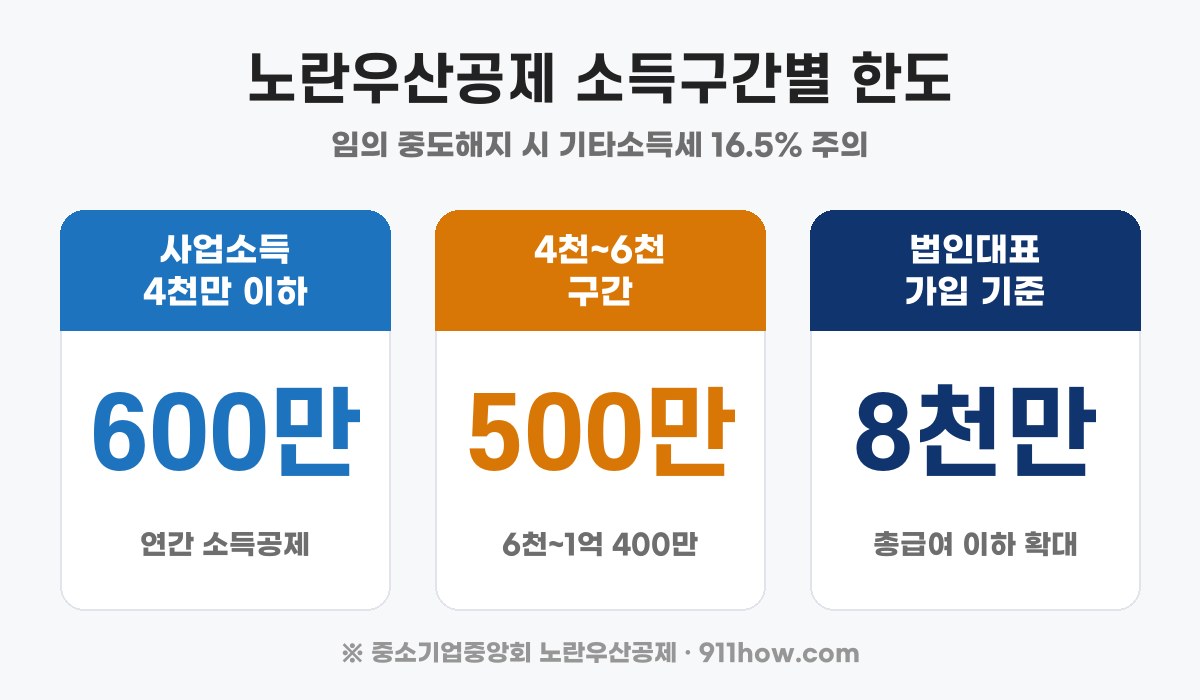 노란우산공제 소득구간별 한도
임의 중도해지 시 기타소득세 16.5% 주의
사업소득
4천만 이하
600만
연간 소득공제
4천~6천
구간
500만
6천~1억 400만
법인대표
가입 기준
8천만
총급여 이하 확대
※ 중소기업중앙회 노란우산공제 · 911how.com